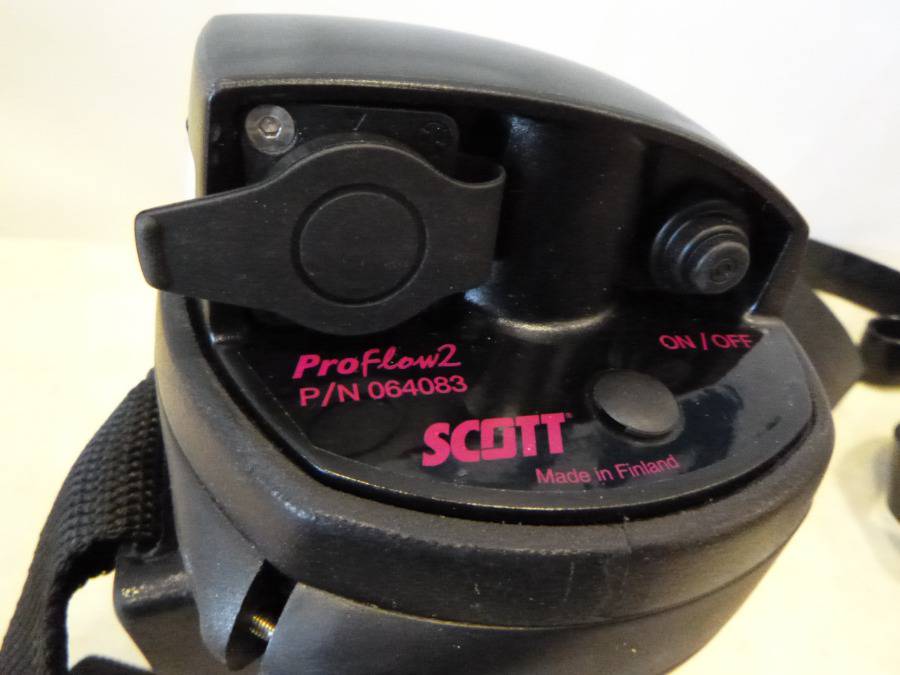 ProFlow2
P/N 064083
ON / OFF
SCOTT
Made in Finland